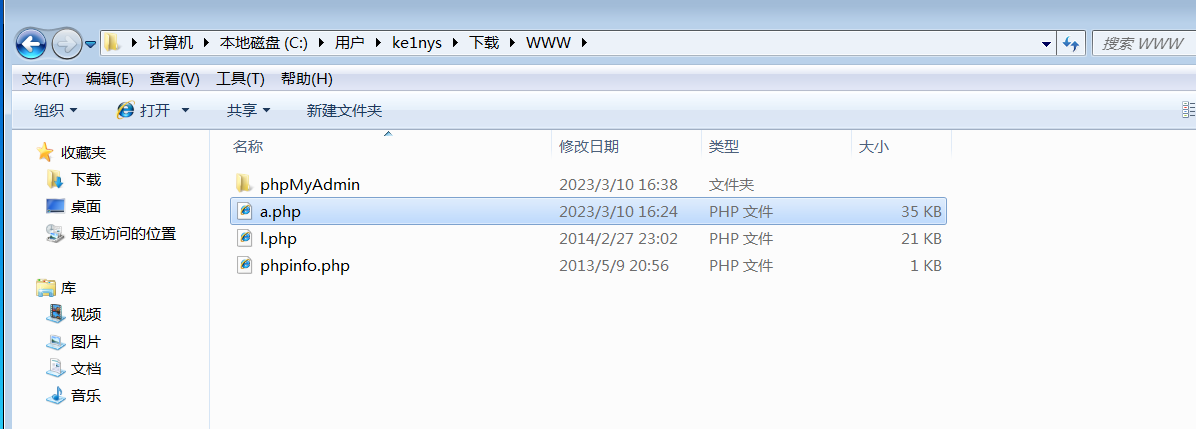 计算机 本地磁盘 (C:) 用户 ke1nys 下载 WWW 搜索 WWW
文件(F) 编辑(E) 查看(V) 工具(T) 帮助(H)
组织 打开 共享 新建文件夹
名称 修改日期 类型 大小
收藏夹
下载
桌面
最近访问的位置
库
视频
图片
文档
音乐
phpMyAdmin 2023/3/10 16:38 文件夹
a.php 2023/3/10 16:24 PHP 文件 35 KB
l.php 2014/2/27 23:02 PHP 文件 21 KB
phpinfo.php 2013/5/9 20:56 PHP 文件 1 KB